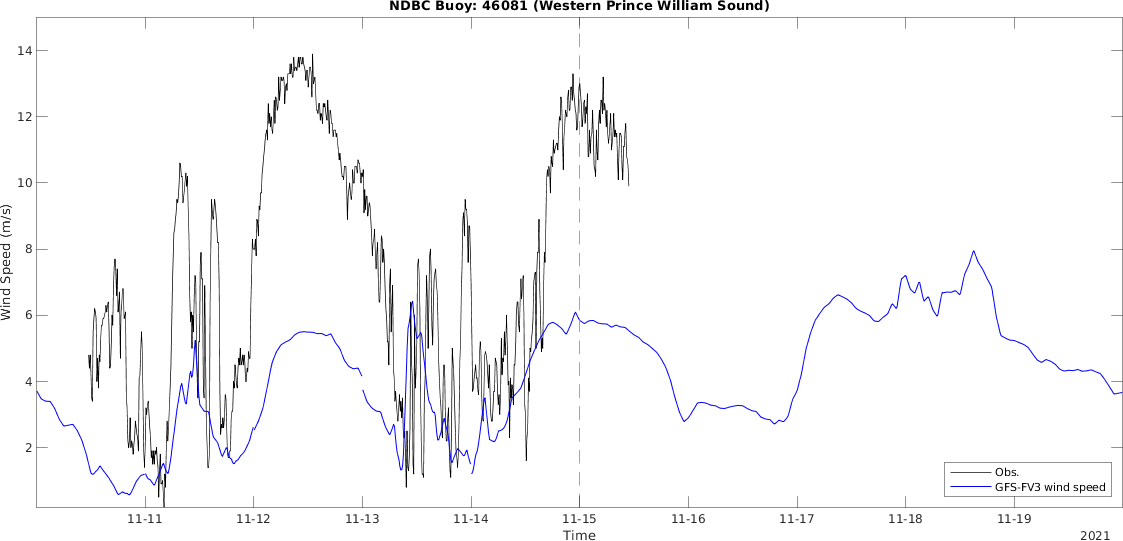 NDBC Buoy: 46081 (Western Prince William Sound)
14
12
10
8
6
4
2
Wind Speed (m/s)
Obs.
GFS-FV3 wind speed
11-11 11-12 11-13 11-14 11-15 11-16 11-17 11-18 11-19
Time
2021